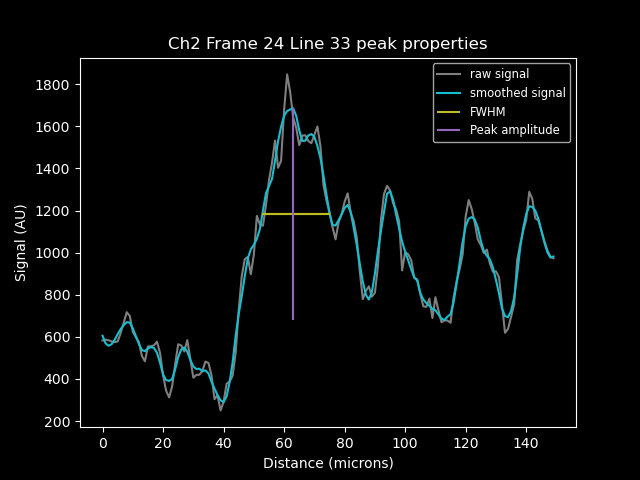 Ch2 Frame 24 Line 33 peak properties
raw signal
smoothed signal
FWHM
Peak amplitude
Signal (AU)
1800
1600
1400
1200
1000
800
600
400
200
0 20 40 60 80 100 120 140
Distance (microns)